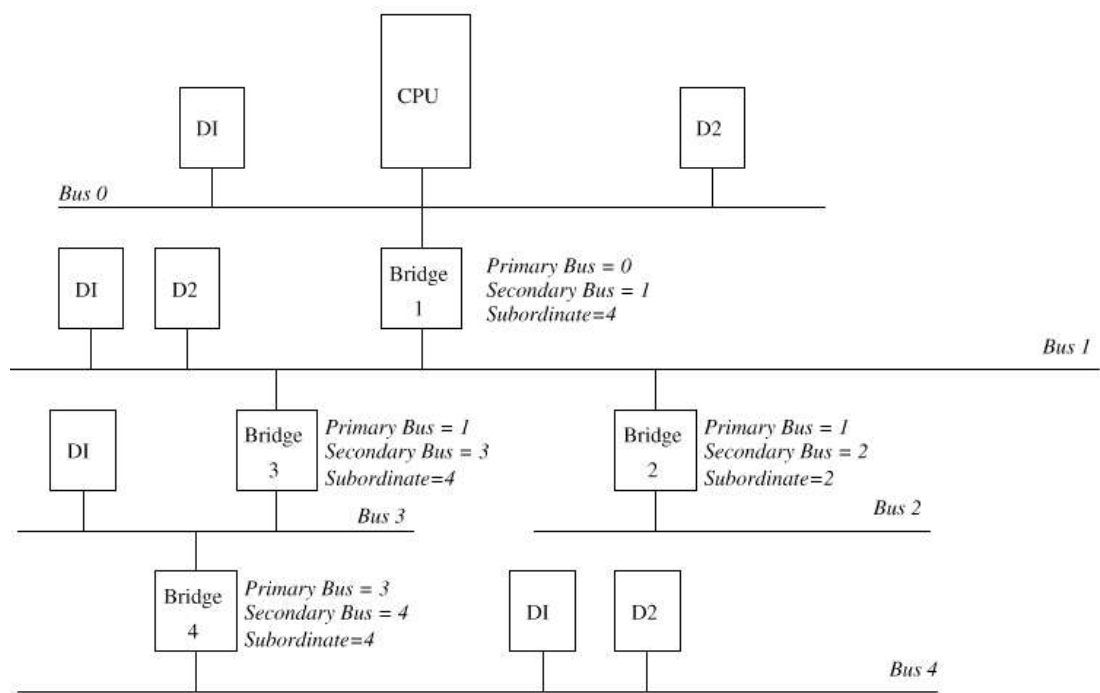 CPU
DI
D2
Bus 0
DI
D2
Bridge
1
Primary Bus = 0
Secondary Bus = 1
Subordinate=4
Bus 1
DI
Bridge
3
Primary Bus = 1
Secondary Bus = 3
Subordinate=4
Bridge
2
Primary Bus = 1
Secondary Bus = 2
Subordinate=2
Bus 3
Bus 2
Bridge
4
Primary Bus = 3
Secondary Bus = 4
Subordinate=4
DI
D2
Bus 4